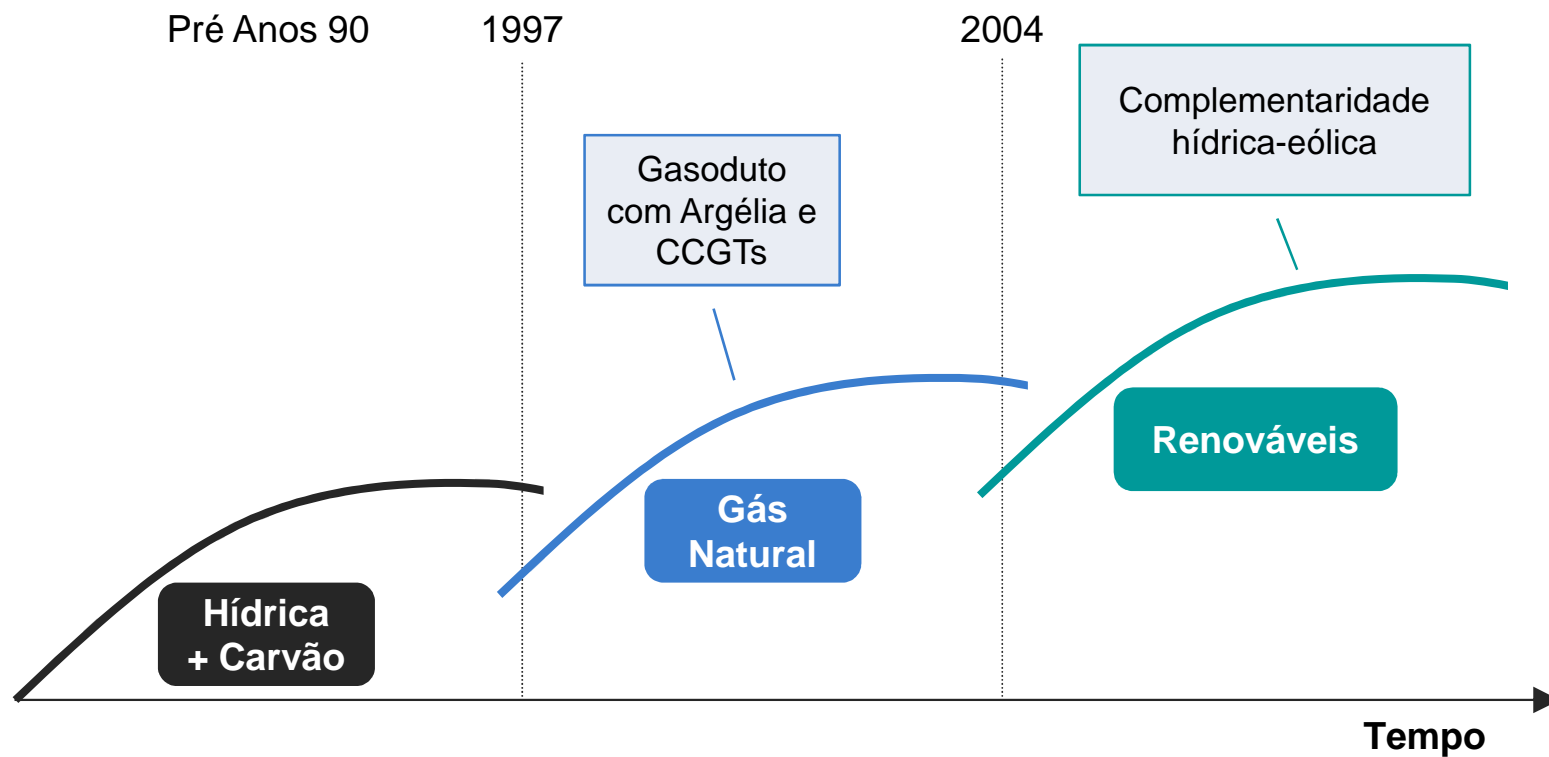 Pré Anos 90
1997
2004
Complementaridade
hídrica-eólica
Gasoduto
com Argélia e
CCGTs
Renováveis
Gás
Natural
Hídrica
+ Carvão
Tempo